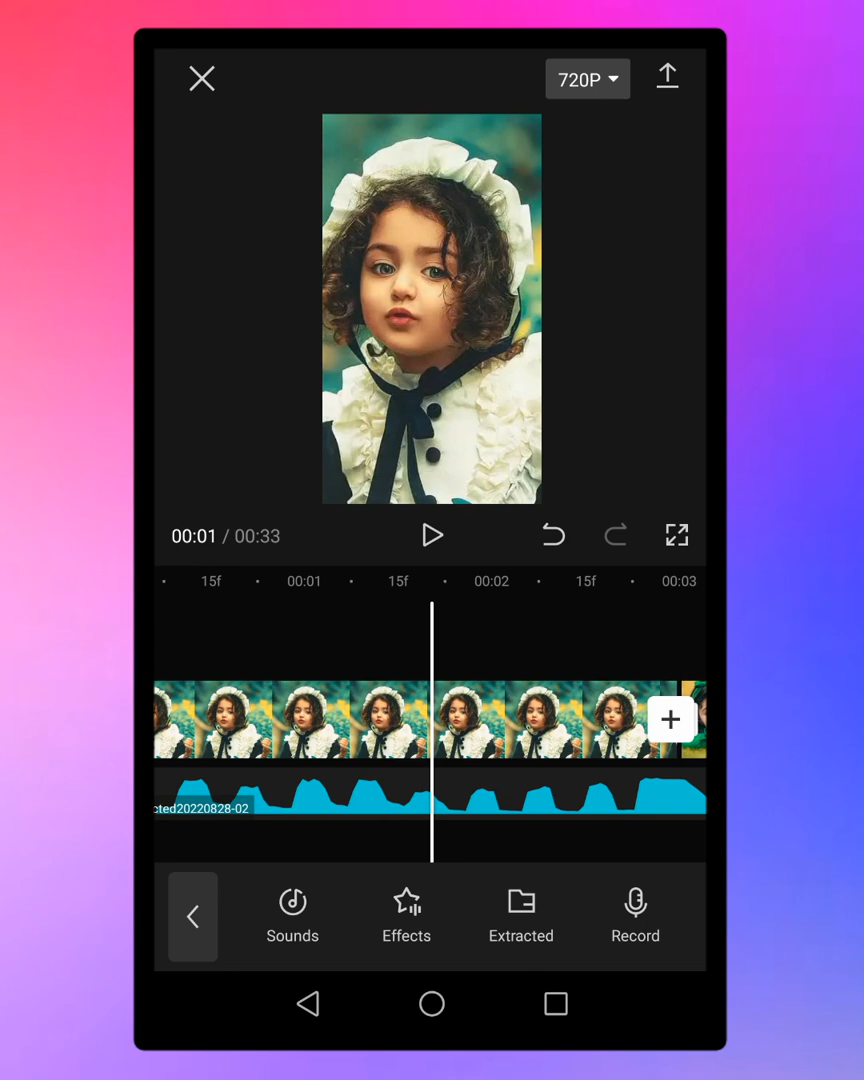 720P
00:01 / 00:33
15f 00:01 15f 00:02 15f 00:03
cted20220828-02
Sounds Effects Extracted Record